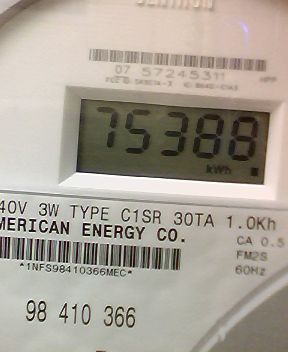 CENTRON
07 57245311
75388
kWh
40V 3W TYPE C1SR 30TA 1.0Kh
MERICAN ENERGY CO.
CA 0.5
*1NFS98410366MEC*
FM2S
60Hz
98 410 366